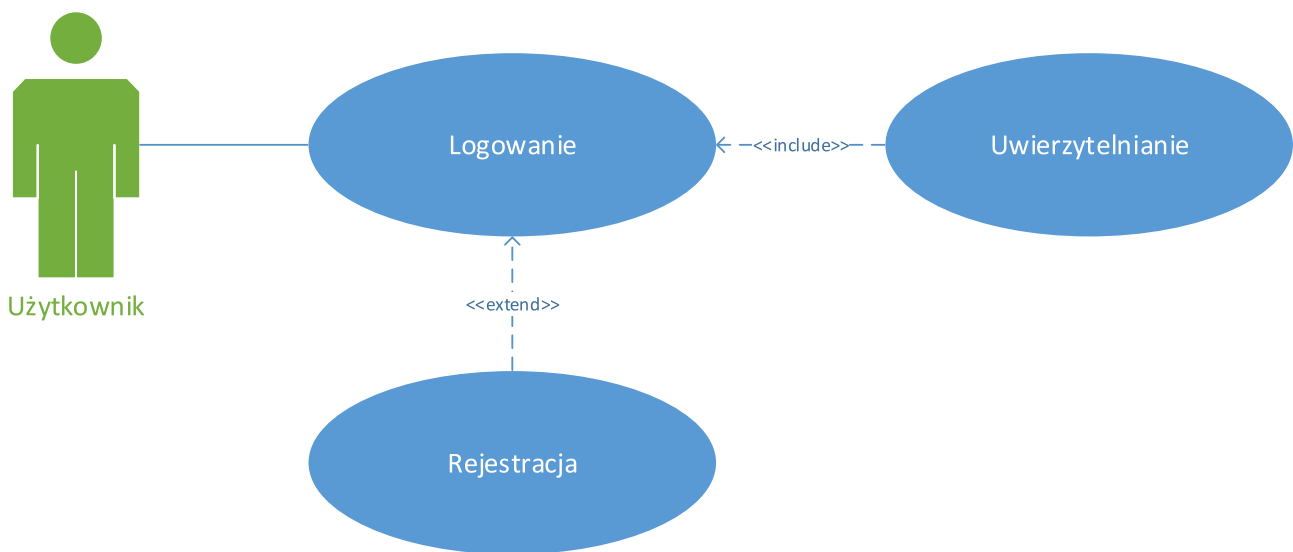 Logowanie
<<include>>
Uwierzytelnianie
Użytkownik
<<extend>>
Rejestracja